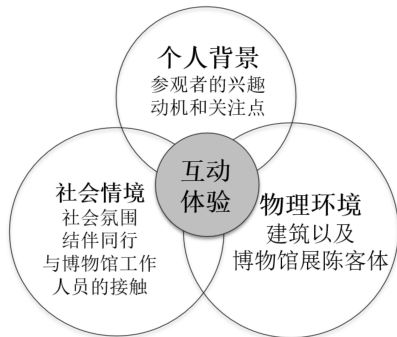 个人背景
参观者的兴趣
动机和关注点
互动
体验
社会情境
社会氛围
结伴同行
与博物馆工作
人员的接触
物理环境
建筑以及
博物馆展陈客体